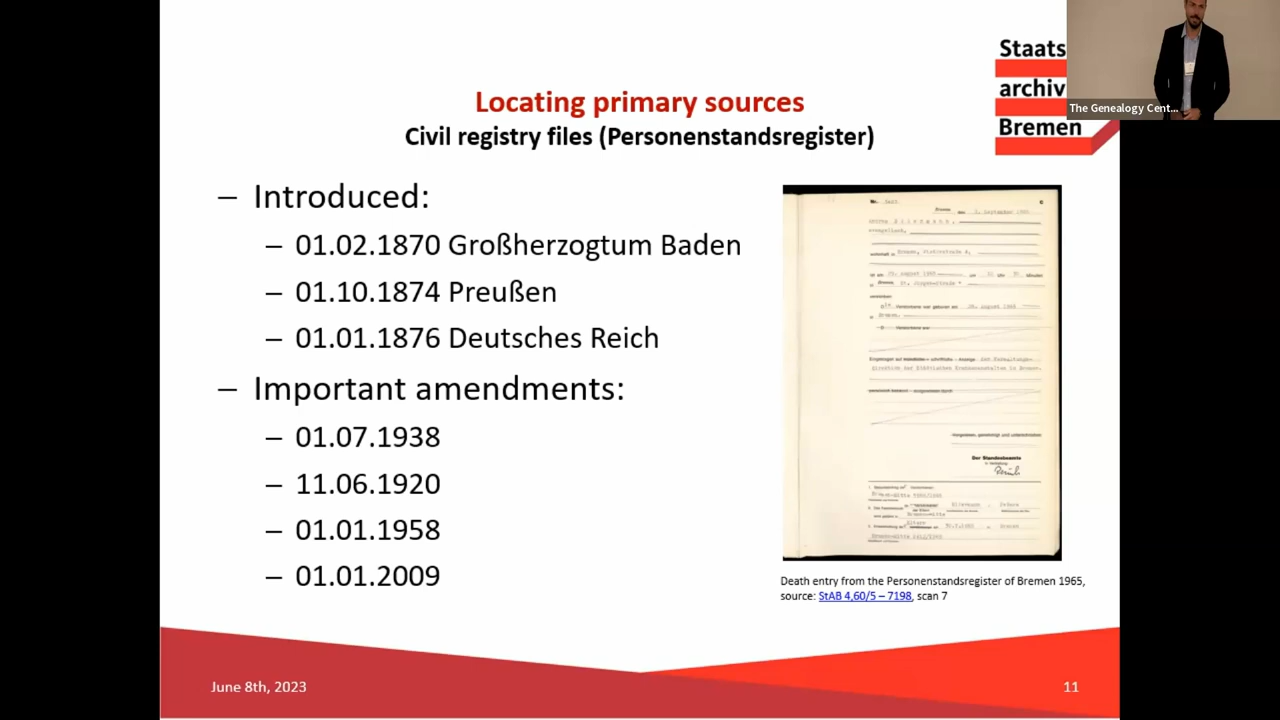 Locating primary sources
Civil registry files (Personenstandsregister)
Staats
archiv
Bremen
The Genealogy Cent...
– Introduced:
– 01.02.1870 Großherzogtum Baden
– 01.10.1874 Preußen
– 01.01.1876 Deutsches Reich
– Important amendments:
– 01.07.1938
– 11.06.1920
– 01.01.1958
– 01.01.2009
Der Standesbeamte
Death entry from the Personenstandsregister of Bremen 1965,
source: StAB 4,60/5 – 7198, scan 7
June 8th, 2023
11